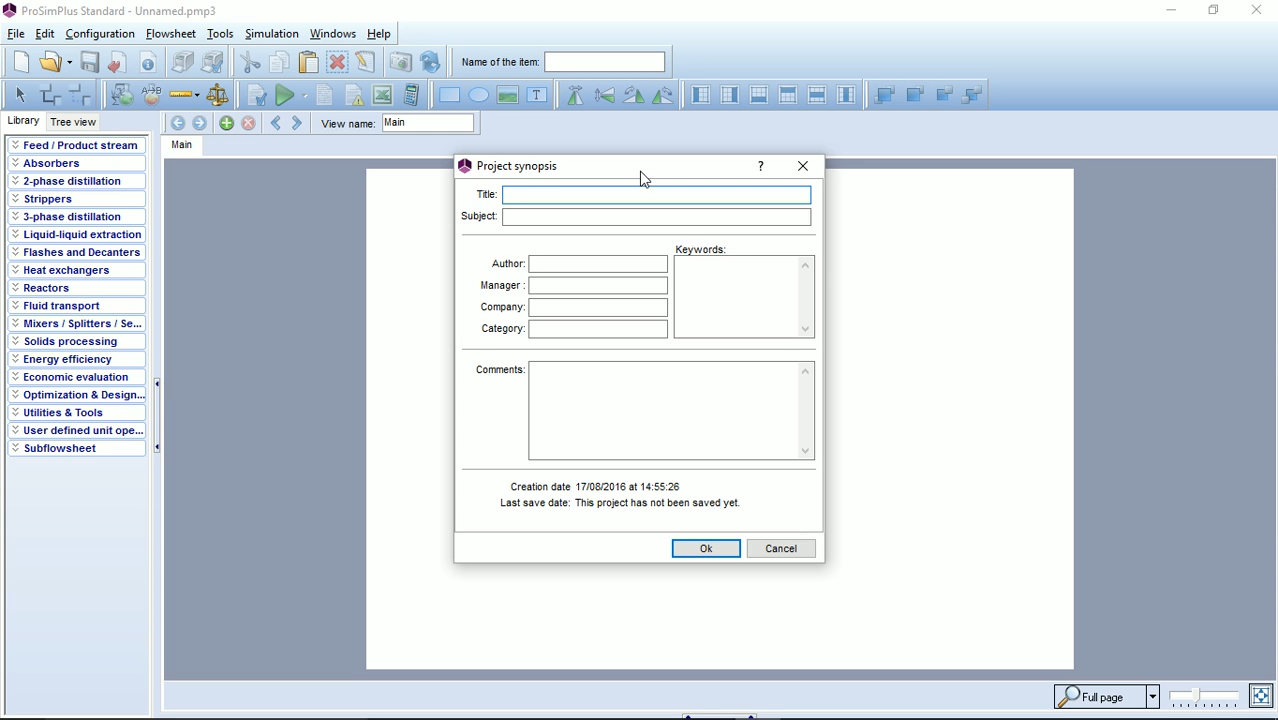 ProSimPlus Standard - Unnamed.pmp3
File Edit Configuration Flowsheet Tools Simulation Windows Help
Name of the item:
Library Tree view
View name: Main
Main
Feed / Product stream
Absorbers
2-phase distillation
Strippers
3-phase distillation
Liquid-liquid extraction
Flashes and Decanters
Heat exchangers
Reactors
Fluid transport
Mixers / Splitters / Se...
Solids processing
Energy efficiency
Economic evaluation
Optimization & Design...
Utilities & Tools
User defined unit ope...
Subflowsheet
Project synopsis ?
Title:
Subject:
Keywords:
Author:
Manager :
Company:
Category:
Comments:
Creation date 17/08/2016 at 14:55:26
Last save date: This project has not been saved yet.
Ok Cancel
Full page